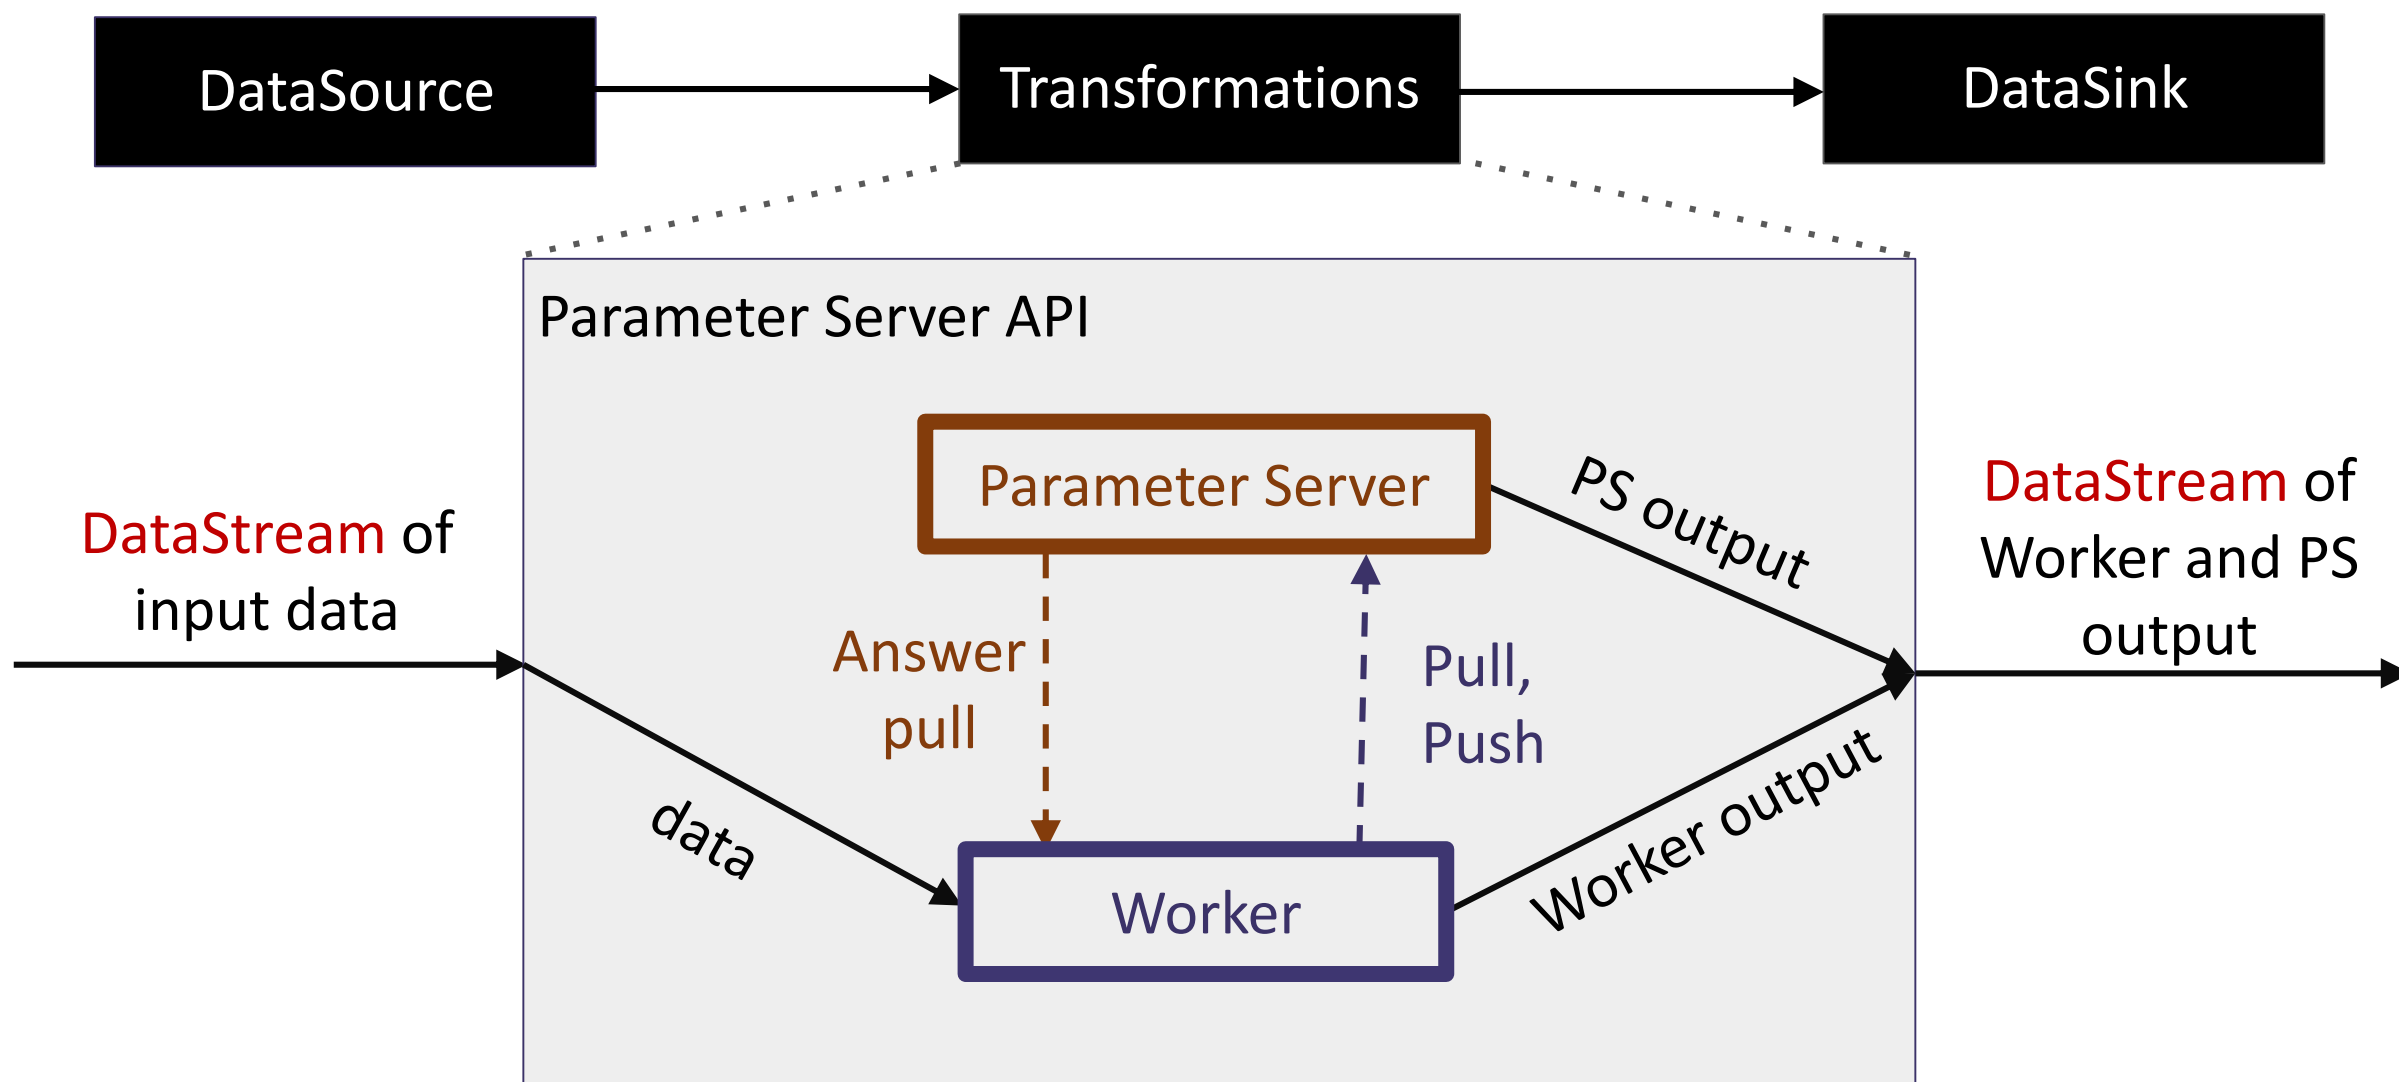 DataSource
Transformations
DataSink
Parameter Server API
Parameter Server
PS output
DataStream of
input data
DataStream of
Worker and PS
output
Answer
pull
Pull,
Push
data
Worker
Worker output